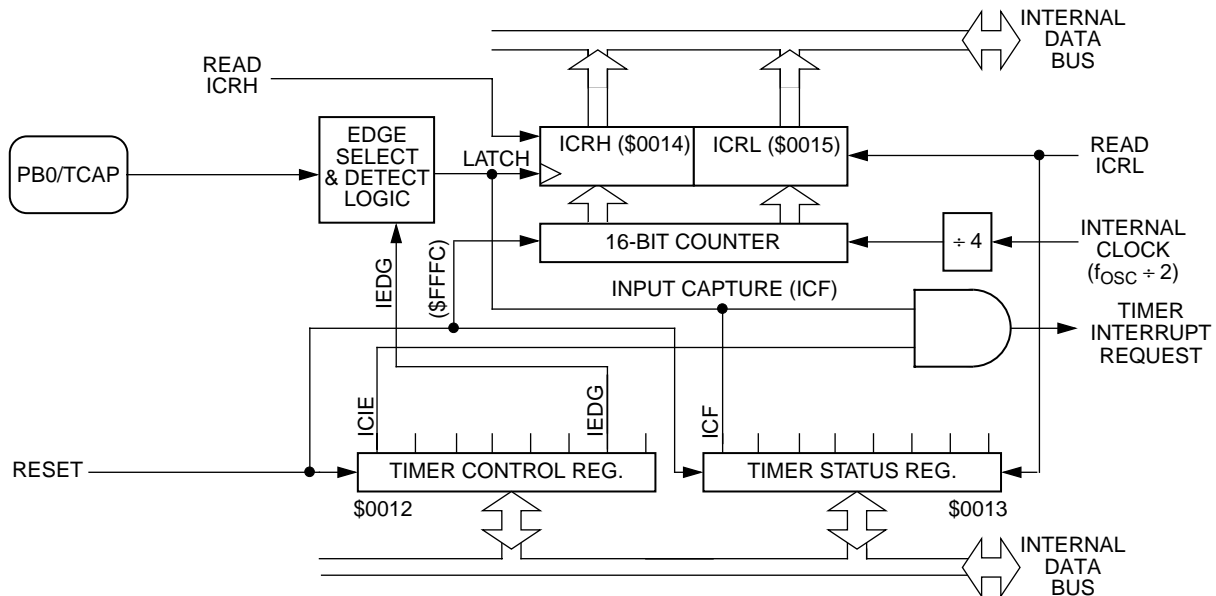 INTERNAL
DATA
BUS
READ
ICRH
EDGE
SELECT
& DETECT
LOGIC
ICRH ($0014)
ICRL ($0015)
LATCH
READ
ICRL
PB0/TCAP
16-BIT COUNTER
÷ 4
INTERNAL
CLOCK
(fOSC ÷ 2)
IEDG
($FFFC)
INPUT CAPTURE (ICF)
TIMER
INTERRUPT
REQUEST
ICIE
IEDG
ICF
RESET
TIMER CONTROL REG.
TIMER STATUS REG.
$0012
$0013
INTERNAL
DATA
BUS